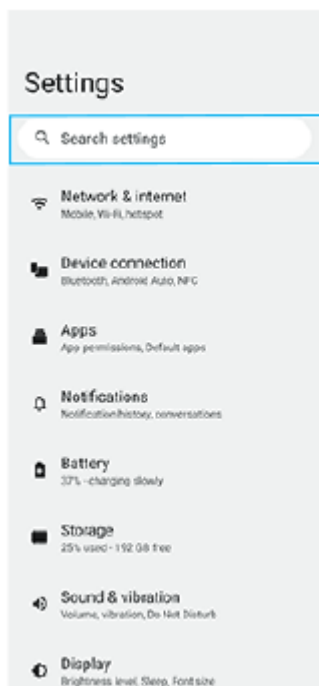 Settings
Search settings
Network & internet
Mobile, Wi-Fi, hotspot
Device connection
Bluetooth, Android Auto, NFC
Apps
App permissions, Default apps
Notifications
Notification history, conversations
Battery
37% - charging slowly
Storage
25% used - 192 GB free
Sound & vibration
Volume, vibration, Do Not Disturb
Display
Brightness level, Sleep, Font size